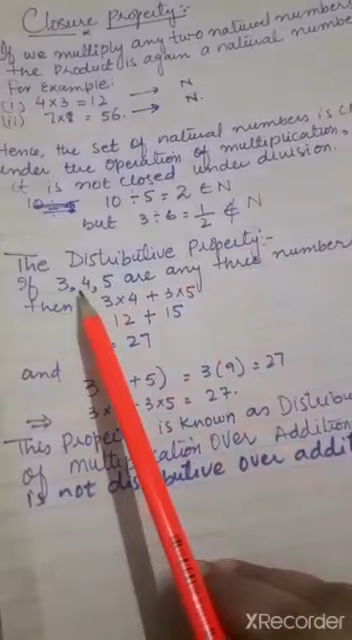 Closure Property:-
If we multiply any two natural numbers
the product is again a natural number
For Example:
(i) 4×3 = 12 → N
(ii) 7×8 = 56. → N.
Hence, the set of natural numbers is
under the operation of multiplication,
it is not closed under division.
10÷5 = 2 ∈ N
but 3÷6 = 1/2 ∉ N
The Distributive Property:-
If 3,4,5 are any three numbers
then 3×4 + 3×5
12 + 15
= 27
and 3 +5) = 3(9) = 27
⇒ 3× 3×5 = 27.
This is known as
of Multiplication Over Addition
is not distributive over
XRecorder